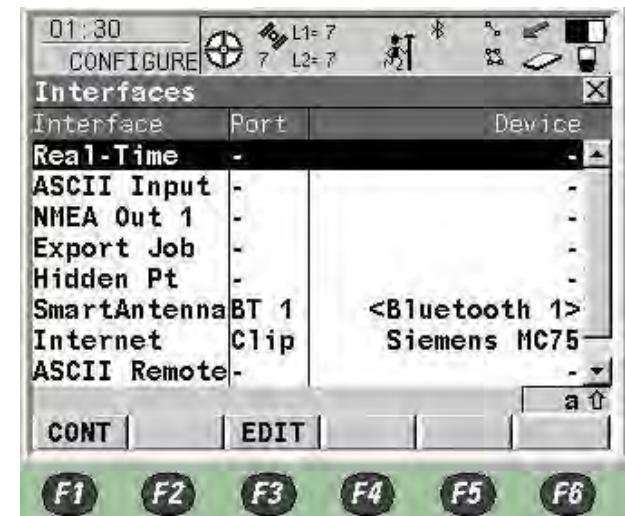 01:30
CONFIGURE
L1= 7
7 L2= 7
2
Interfaces
Interface Port Device
Real-Time - -
ASCII Input - -
NMEA Out 1 - -
Export Job - -
Hidden Pt - -
SmartAntenna BT 1 <Bluetooth 1>
Internet Clip Siemens MC75
ASCII Remote - -
a
CONT EDIT
F1 F2 F3 F4 F5 F6